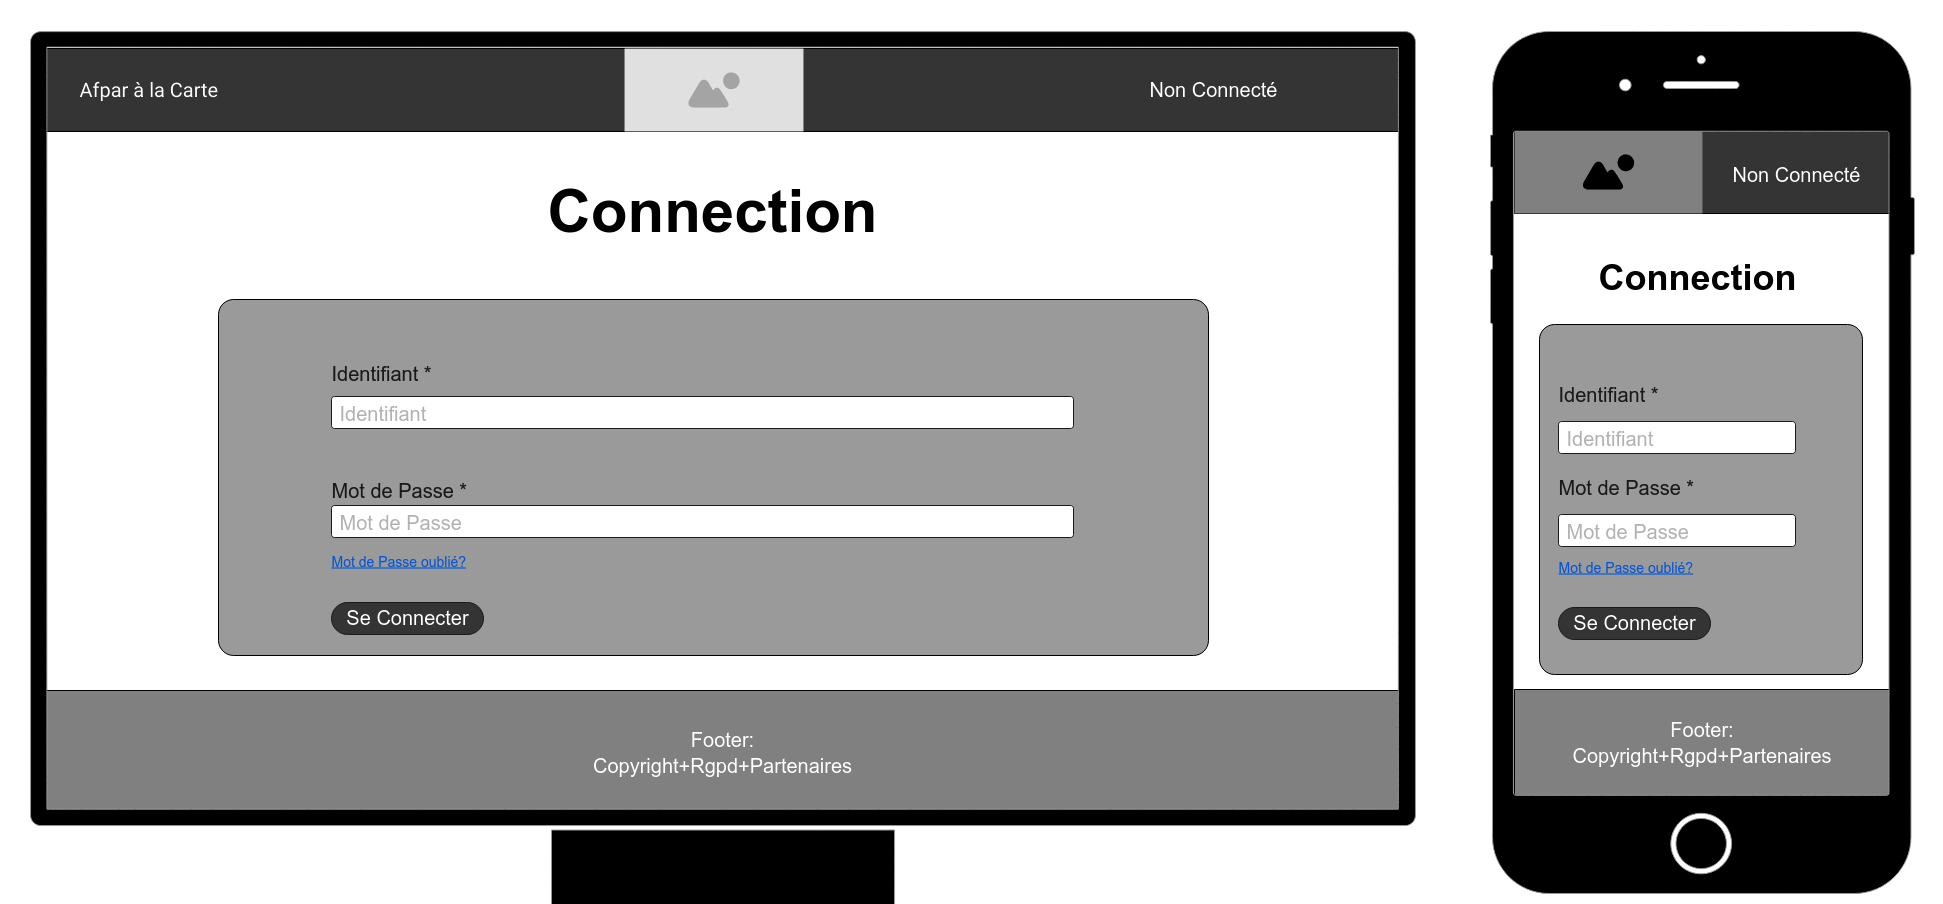 Afpar à la Carte
Non Connecté
Connection
Identifiant *
Identifiant
Mot de Passe *
Mot de Passe
Mot de Passe oublié?
Se Connecter
Footer:
Copyright+Rgpd+Partenaires
Non Connecté
Connection
Identifiant *
Identifiant
Mot de Passe *
Mot de Passe
Mot de Passe oublié?
Se Connecter
Footer:
Copyright+Rgpd+Partenaires